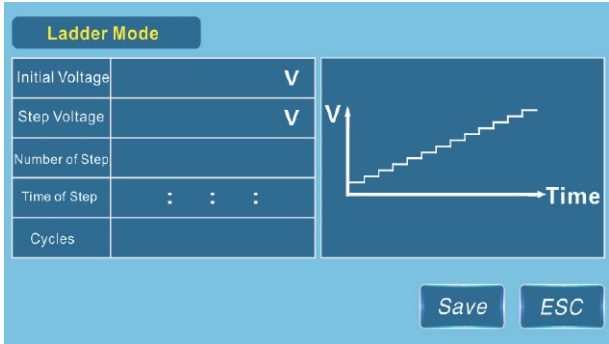 Ladder Mode
Initial Voltage V
Step Voltage V
Number of Step
Time of Step : : :
Cycles
V
Time
Save ESC